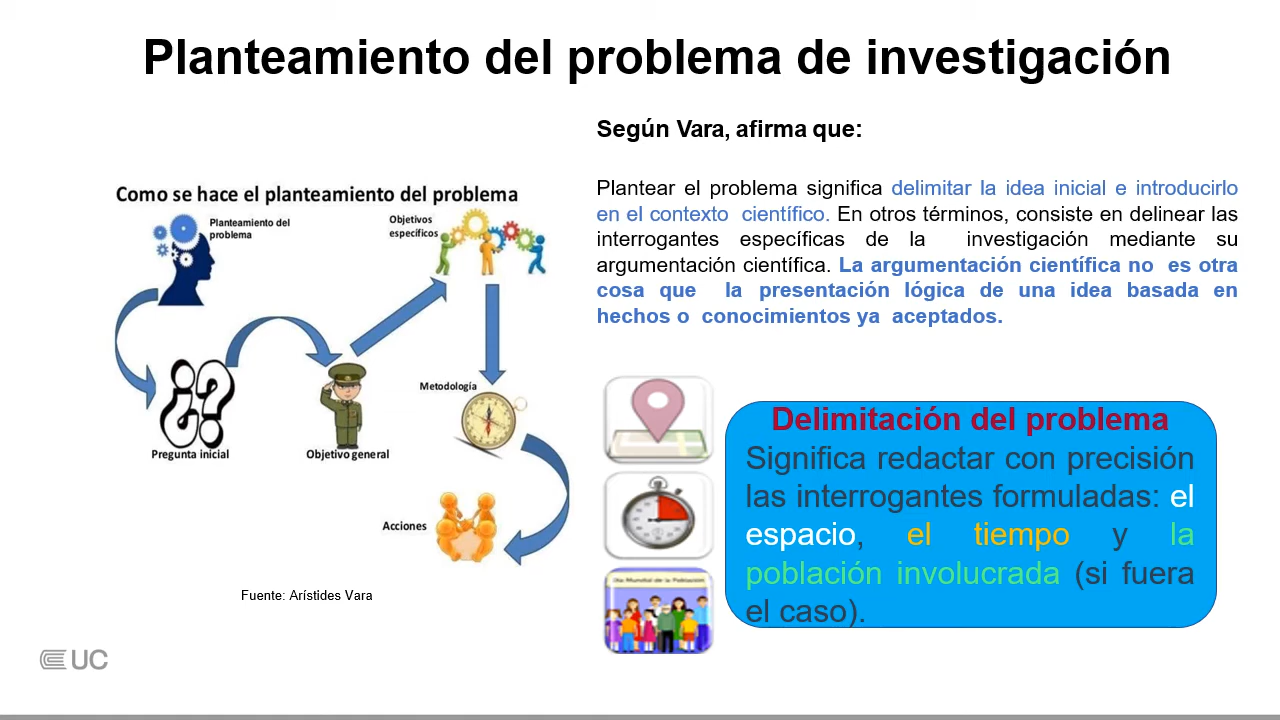 Planteamiento del problema de investigación
Según Vara, afirma que:
Plantear el problema significa delimitar la idea inicial e introducirlo
en el contexto científico. En otros términos, consiste en delinear las
interrogantes específicas de la investigación mediante su
argumentación científica. La argumentación científica no es otra
cosa que la presentación lógica de una idea basada en
hechos o conocimientos ya aceptados.
Como se hace el planteamiento del problema
Planteamiento del
problema
Objetivos
específicos
Metodología
Pregunta inicial
Objetivo general
Acciones
Fuente: Arístides Vara
Día Mundial de la Población
Delimitación del problema
Significa redactar con precisión
las interrogantes formuladas: el
espacio, el tiempo y la
población involucrada (si fuera
el caso).
UC